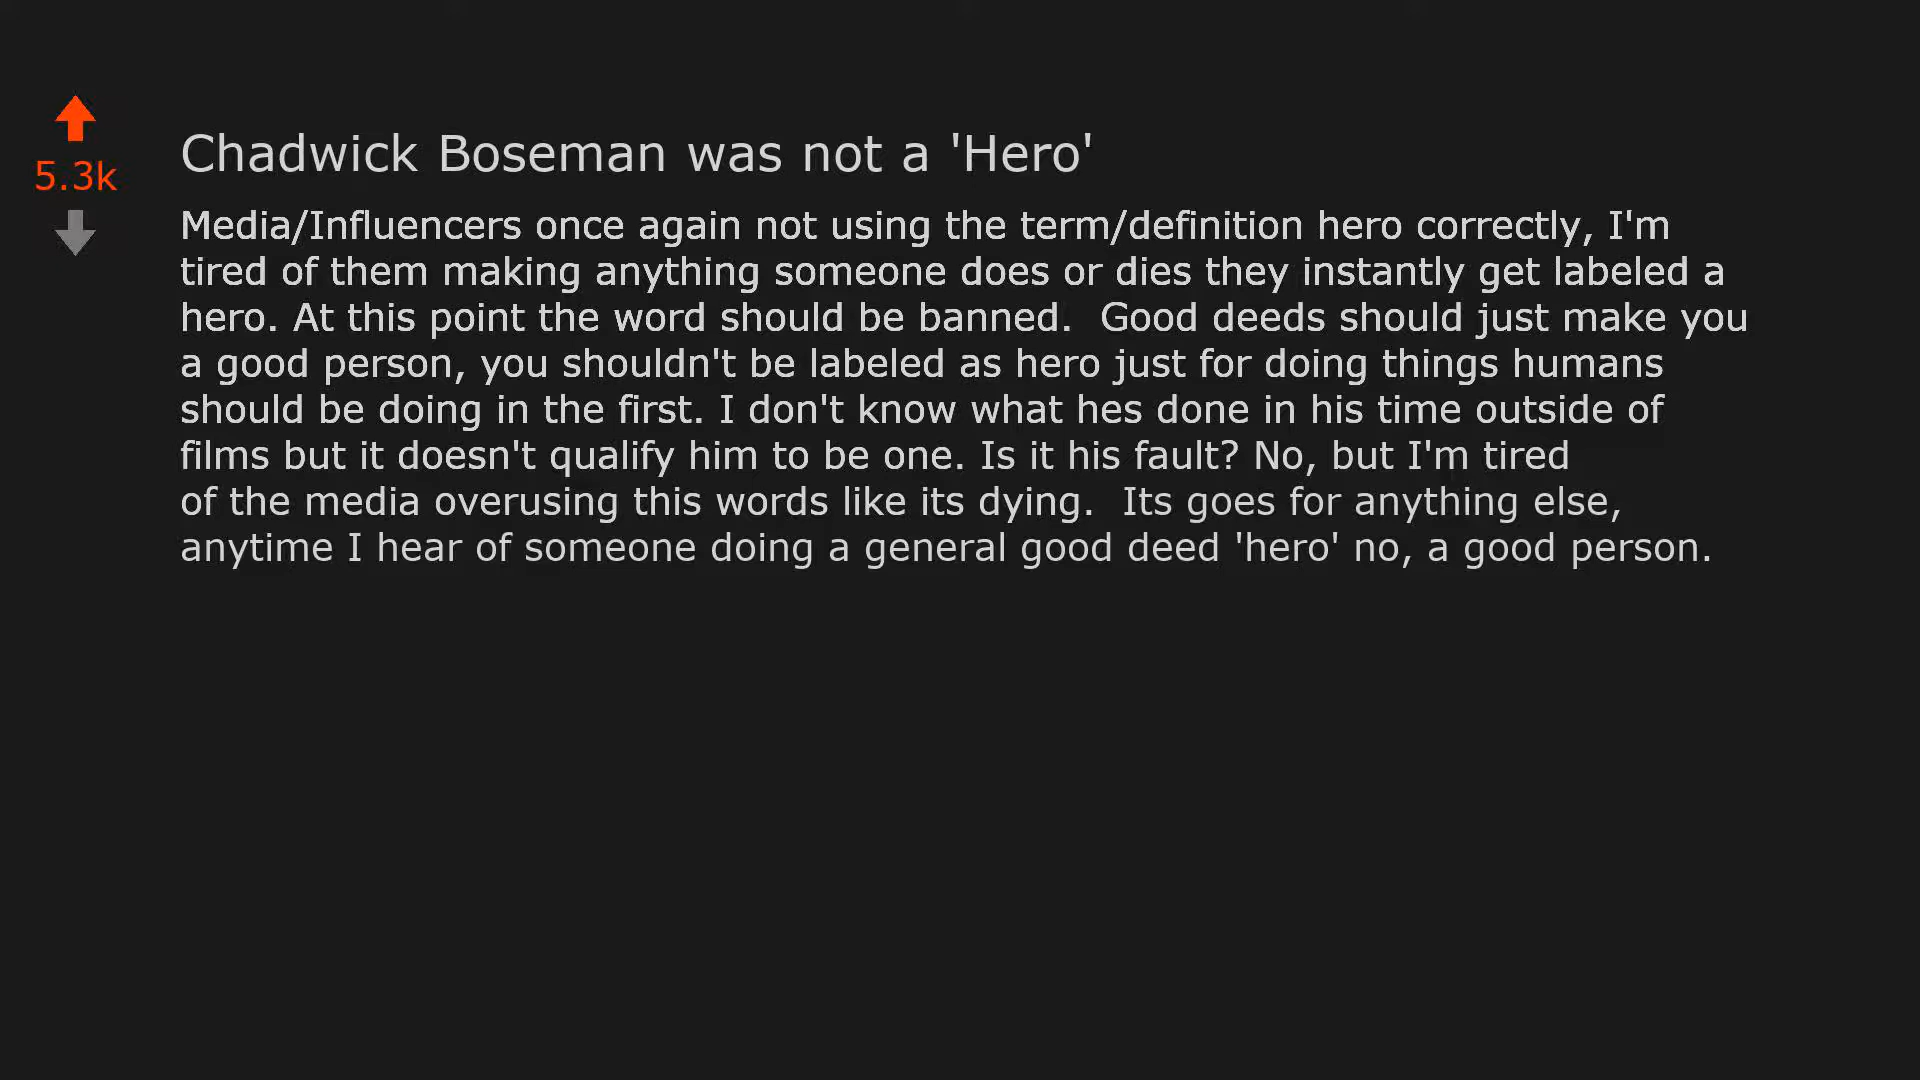 5.3k
Chadwick Boseman was not a 'Hero'
Media/Influencers once again not using the term/definition hero correctly, I'm
tired of them making anything someone does or dies they instantly get labeled a
hero. At this point the word should be banned.  Good deeds should just make you
a good person, you shouldn't be labeled as hero just for doing things humans
should be doing in the first. I don't know what hes done in his time outside of
films but it doesn't qualify him to be one. Is it his fault? No, but I'm tired
of the media overusing this words like its dying.  Its goes for anything else,
anytime I hear of someone doing a general good deed 'hero' no, a good person.